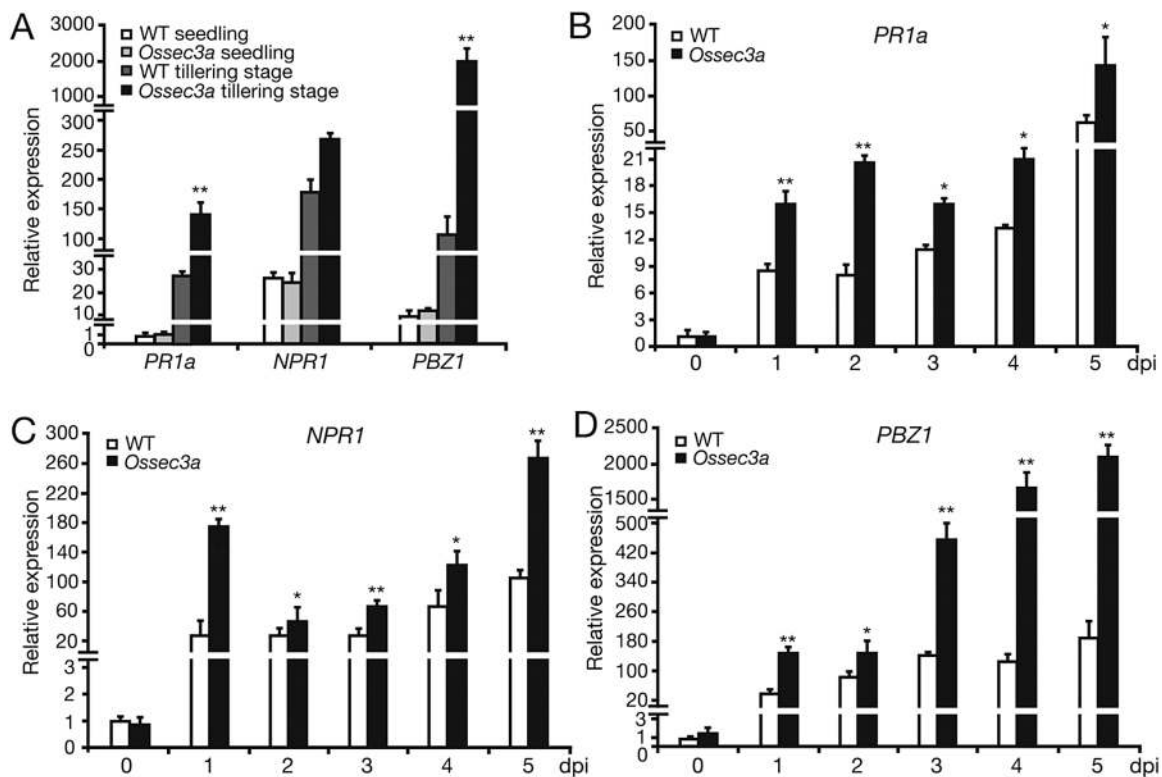 A
3000
2000
1000
300
250
200
150
100
30
20
10
1
0
Relative expression
WT seedling
Ossec3a seedling
WT tillering stage
Ossec3a tillering stage
**
**
PR1a NPR1 PBZ1
B
200
150
100
50
21
18
15
12
9
6
3
0
Relative expression
WT
Ossec3a
PR1a
** ** * * *
0 1 2 3 4 5 dpi
C
300
260
220
180
140
100
60
20
3
2
1
0
Relative expression
WT
Ossec3a
NPR1
** * ** * **
0 1 2 3 4 5 dpi
D
2500
2000
1500
500
420
340
260
180
100
20
3
1
0
Relative expression
WT
Ossec3a
PBZ1
** * ** ** **
0 1 2 3 4 5 dpi